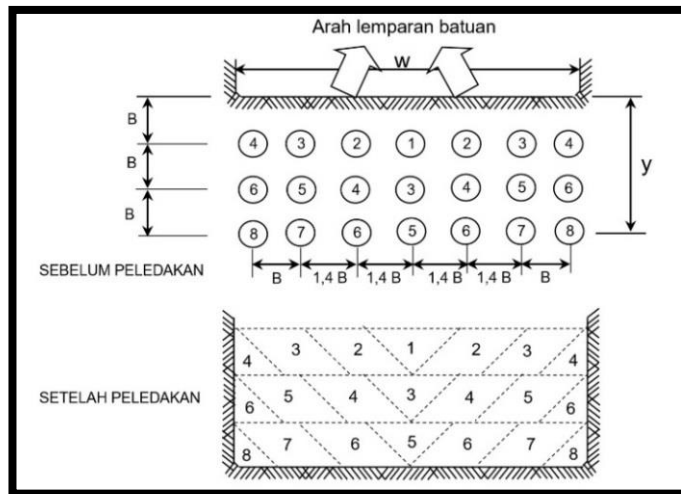 Arah lemparan batuan
w
B
4 3 2 1 2 3 4
B
y
6 5 4 3 4 5 6
B
8 7 6 5 6 7 8
SEBELUM PELEDAKAN
B 1,4 B 1,4 B 1,4 B 1,4 B B
4 3 2 1 2 3 4
SETELAH PELEDAKAN
6 5 4 3 4 5 6
8 7 6 5 6 7 8